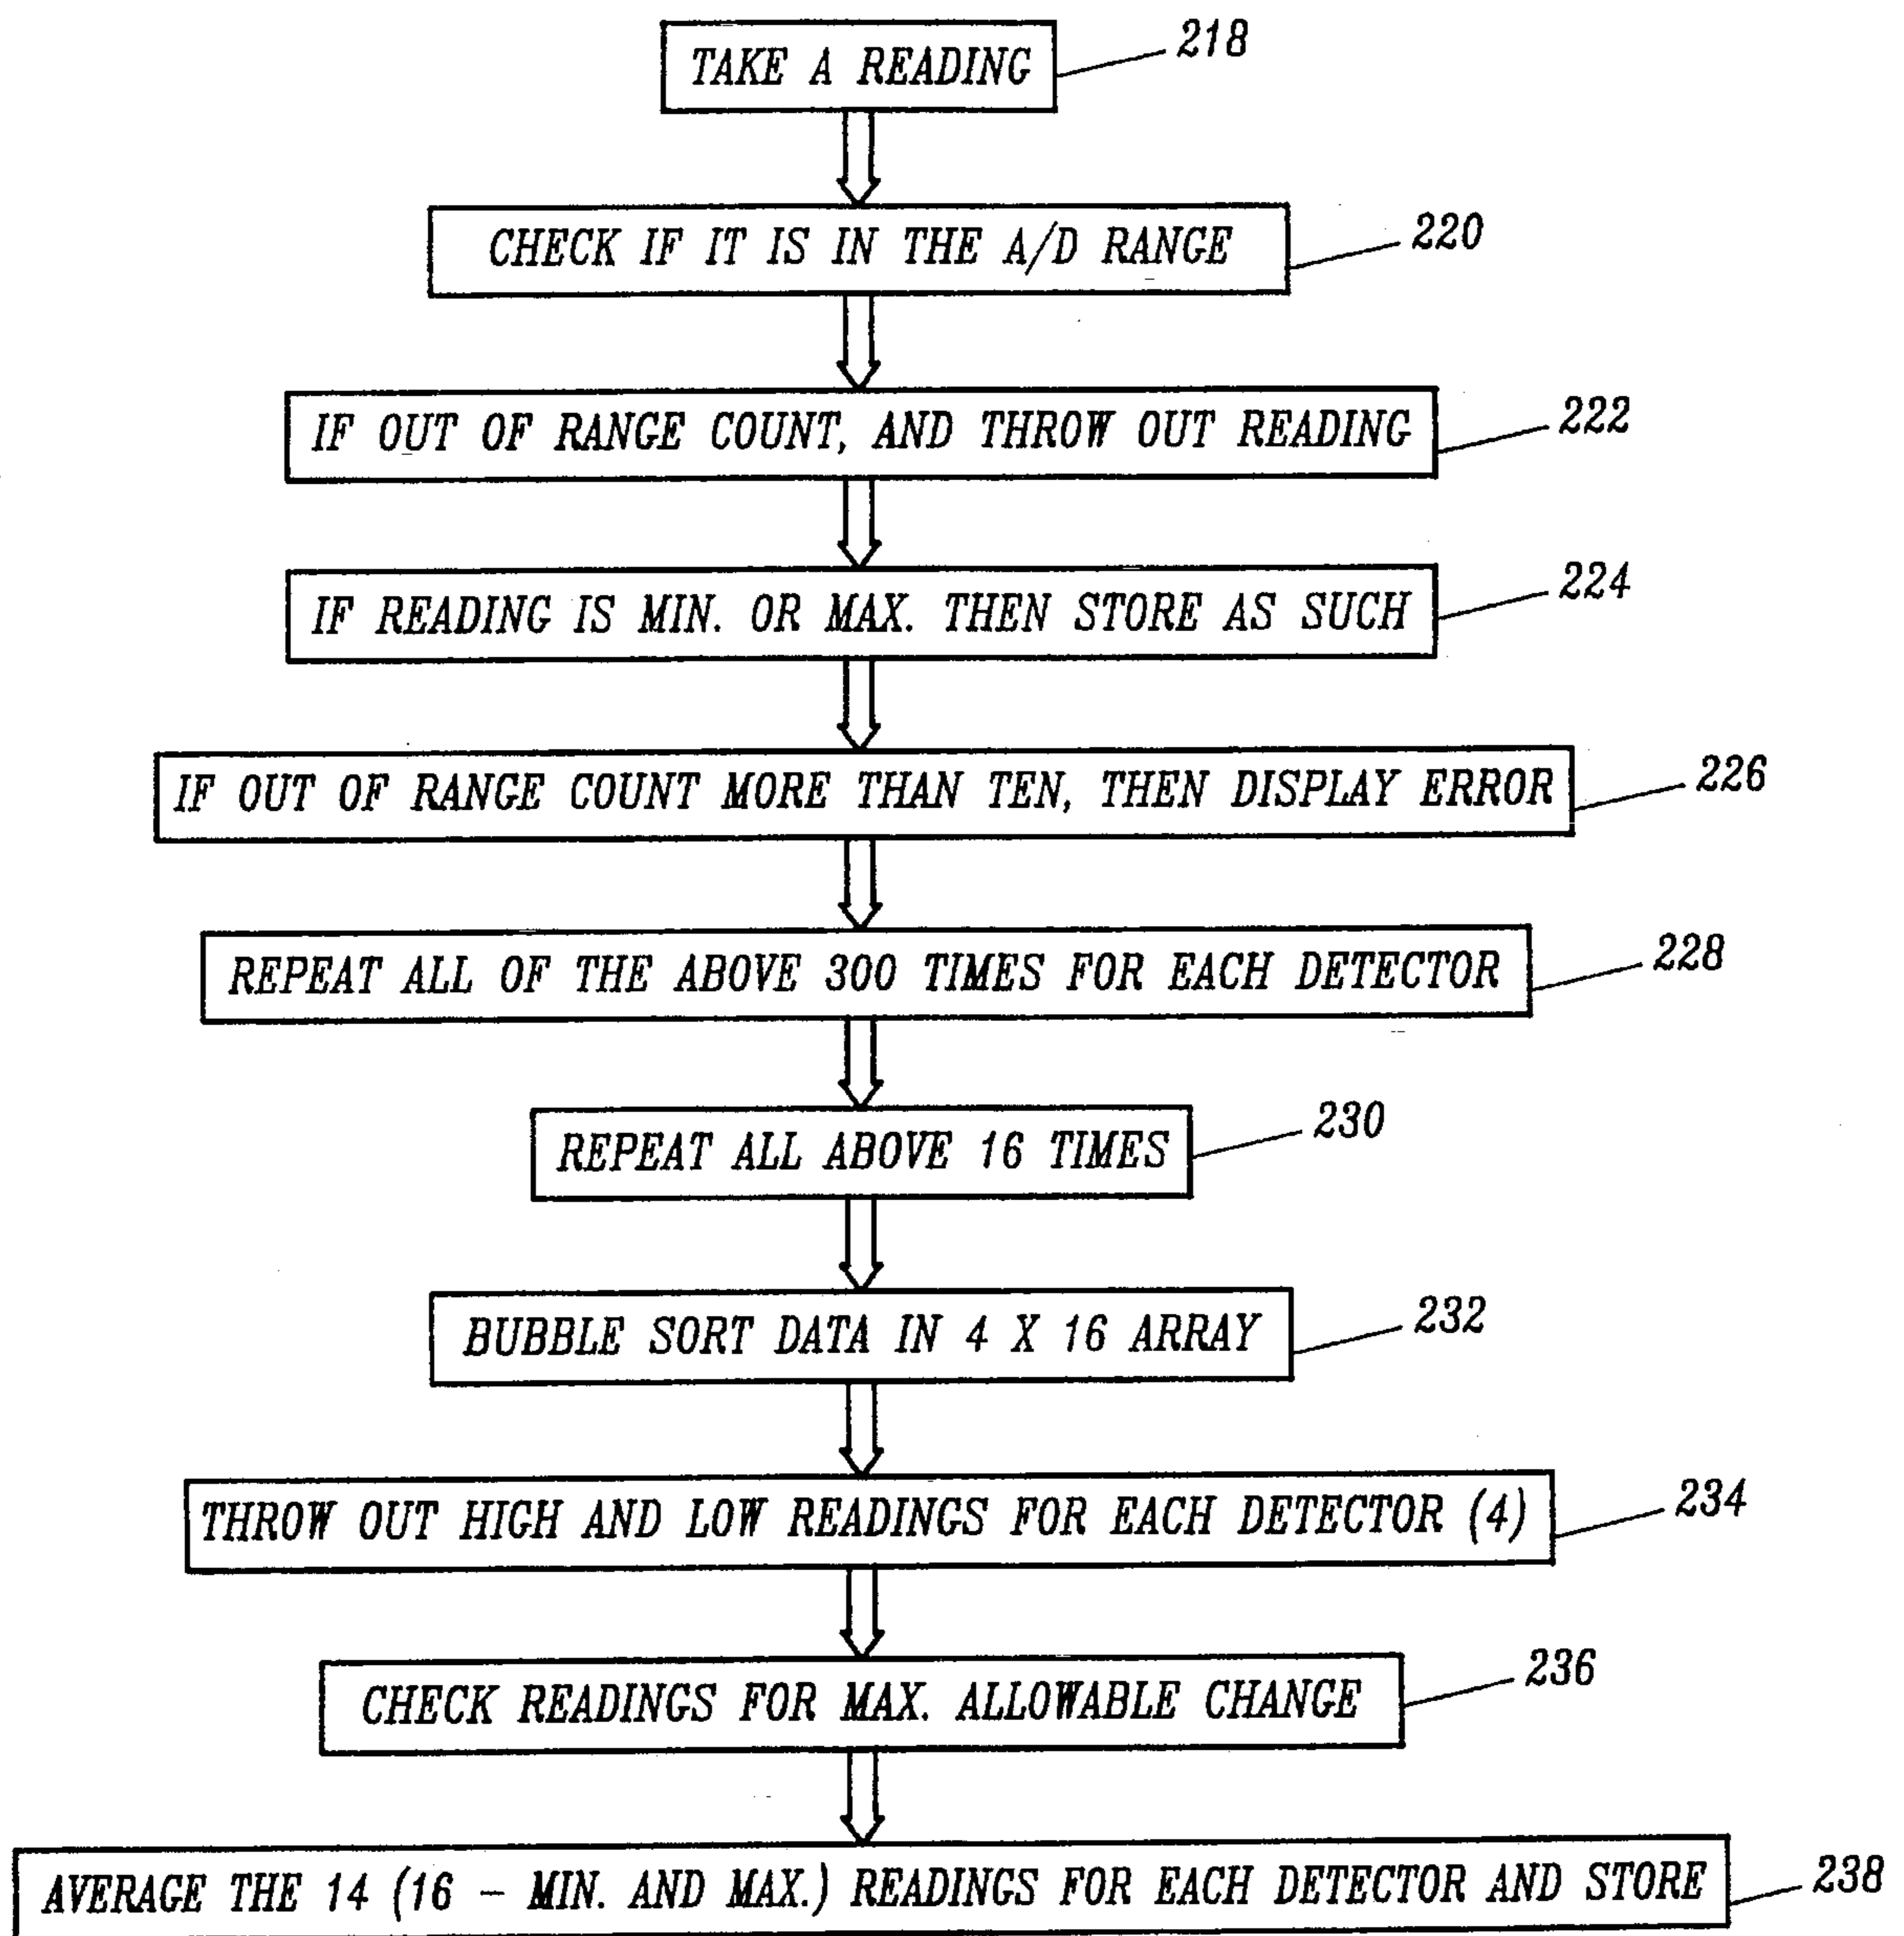 TAKE A READING
218
CHECK IF IT IS IN THE A/D RANGE
220
IF OUT OF RANGE COUNT, AND THROW OUT READING
222
IF READING IS MIN. OR MAX. THEN STORE AS SUCH
224
IF OUT OF RANGE COUNT MORE THAN TEN, THEN DISPLAY ERROR
226
REPEAT ALL OF THE ABOVE 300 TIMES FOR EACH DETECTOR
228
REPEAT ALL ABOVE 16 TIMES
230
BUBBLE SORT DATA IN 4 X 16 ARRAY
232
THROW OUT HIGH AND LOW READINGS FOR EACH DETECTOR (4)
234
CHECK READINGS FOR MAX. ALLOWABLE CHANGE
236
AVERAGE THE 14 (16 – MIN. AND MAX.) READINGS FOR EACH DETECTOR AND STORE
238